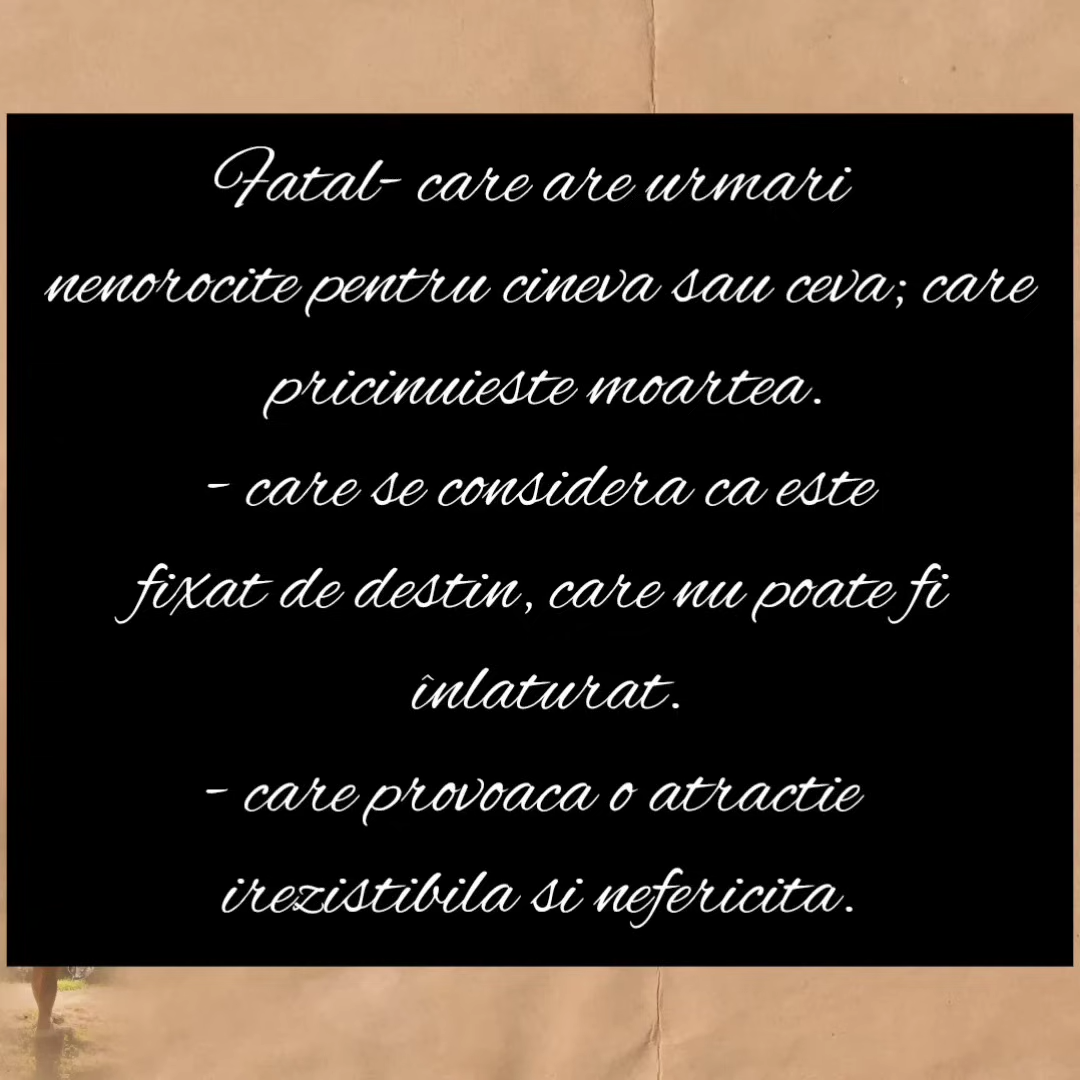 Fatal- care are urmari
nenorocite pentru cineva sau ceva; care
pricinuieste moartea.
- care se considera ca este
fixat de destin, care nu poate fi
înlaturat.
- care provoaca o atractie
irezistibila si nefericita.